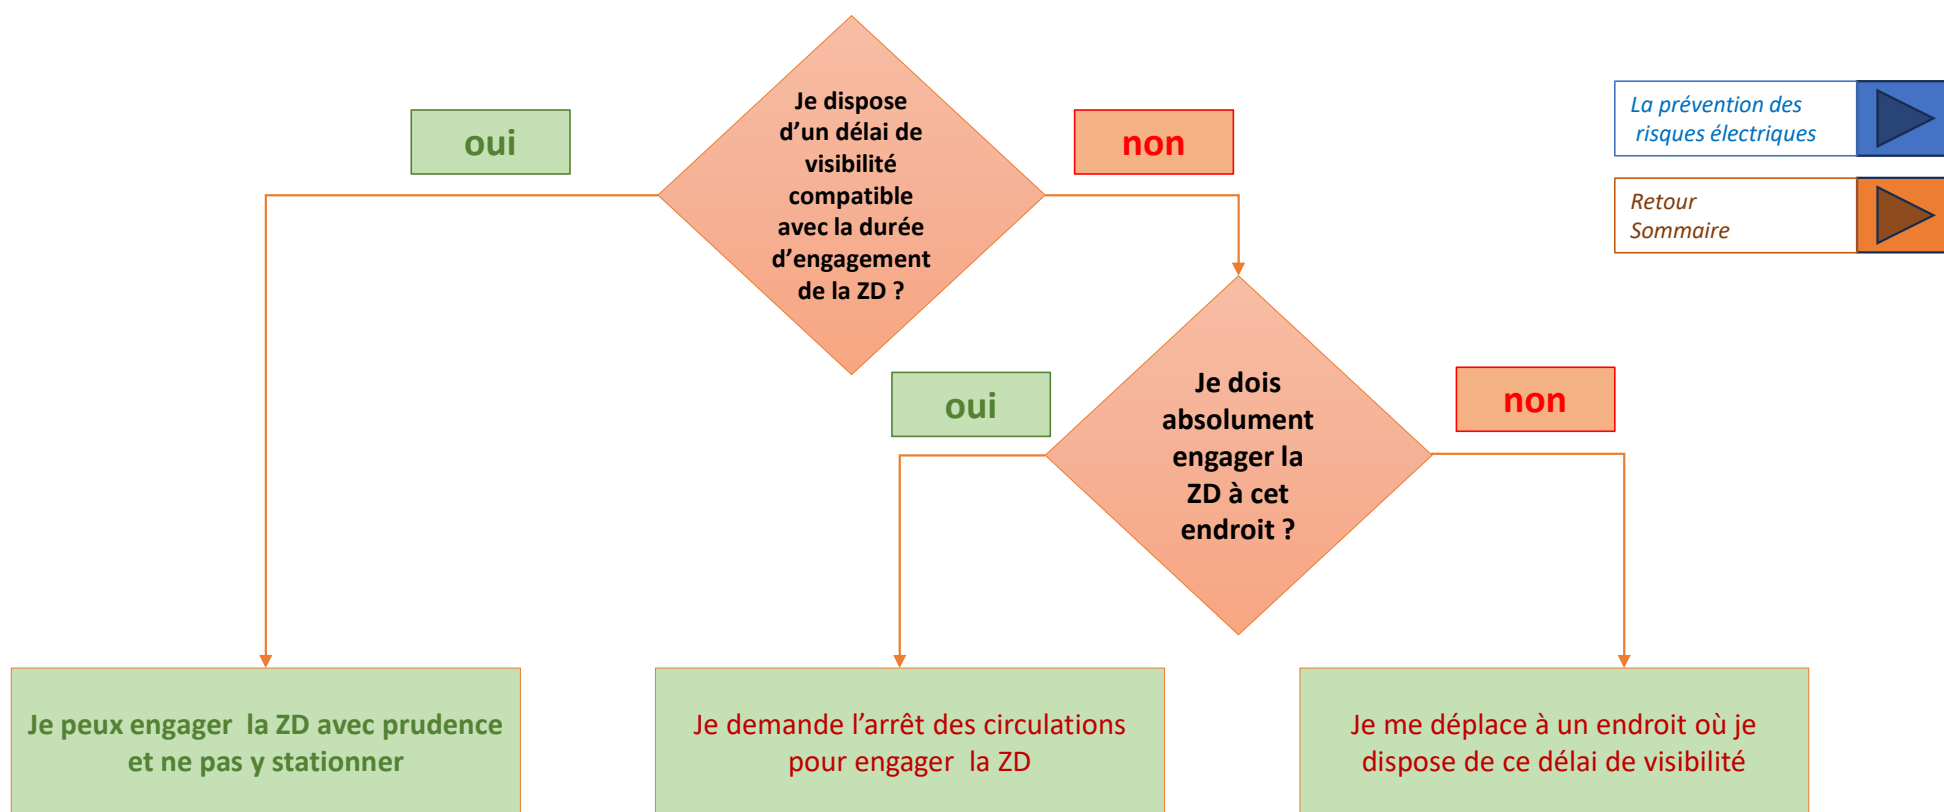 Je dispose
d’un délai de
visibilité
compatible
avec la durée
d’engagement
de la ZD ?
oui
non
La prévention des
risques électriques
Retour
Sommaire
Je dois
absolument
engager la
ZD à cet
endroit ?
oui
non
Je peux engager  la ZD avec prudence
et ne pas y stationner
Je demande l’arrêt des circulations
pour engager  la ZD
Je me déplace à un endroit où je
dispose de ce délai de visibilité